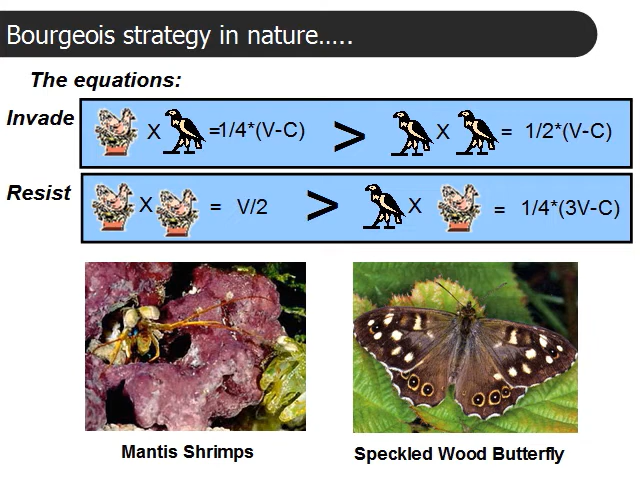 Bourgeois strategy in nature…..
The equations:
Invade X =1/4*(V-C) > X = 1/2*(V-C)
Resist X = V/2 > X = 1/4*(3V-C)
Mantis Shrimps
Speckled Wood Butterfly